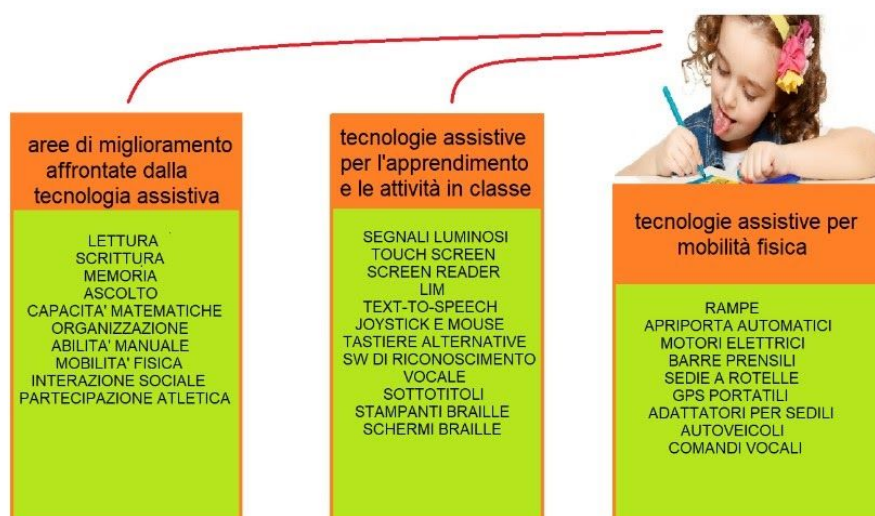 aree di miglioramento
affrontate dalla
tecnologia assistiva
LETTURA
SCRITTURA
MEMORIA
ASCOLTO
CAPACITA' MATEMATICHE
ORGANIZZAZIONE
ABILITA' MANUALE
MOBILITA' FISICA
INTERAZIONE SOCIALE
PARTECIPAZIONE ATLETICA
tecnologie assistive
per l'apprendimento
e le attività in classe
SEGNALI LUMINOSI
TOUCH SCREEN
SCREEN READER
LIM
TEXT-TO-SPEECH
JOYSTICK E MOUSE
TASTIERE ALTERNATIVE
SW DI RICONOSCIMENTO
VOCALE
SOTTOTITOLI
STAMPANTI BRAILLE
SCHERMI BRAILLE
tecnologie assistive per
mobilità fisica
RAMPE
APRIPORTA AUTOMATICI
MOTORI ELETTRICI
BARRE PRENSILI
SEDIE A ROTELLE
GPS PORTATILI
ADATTATORI PER SEDILI
AUTOVEICOLI
COMANDI VOCALI